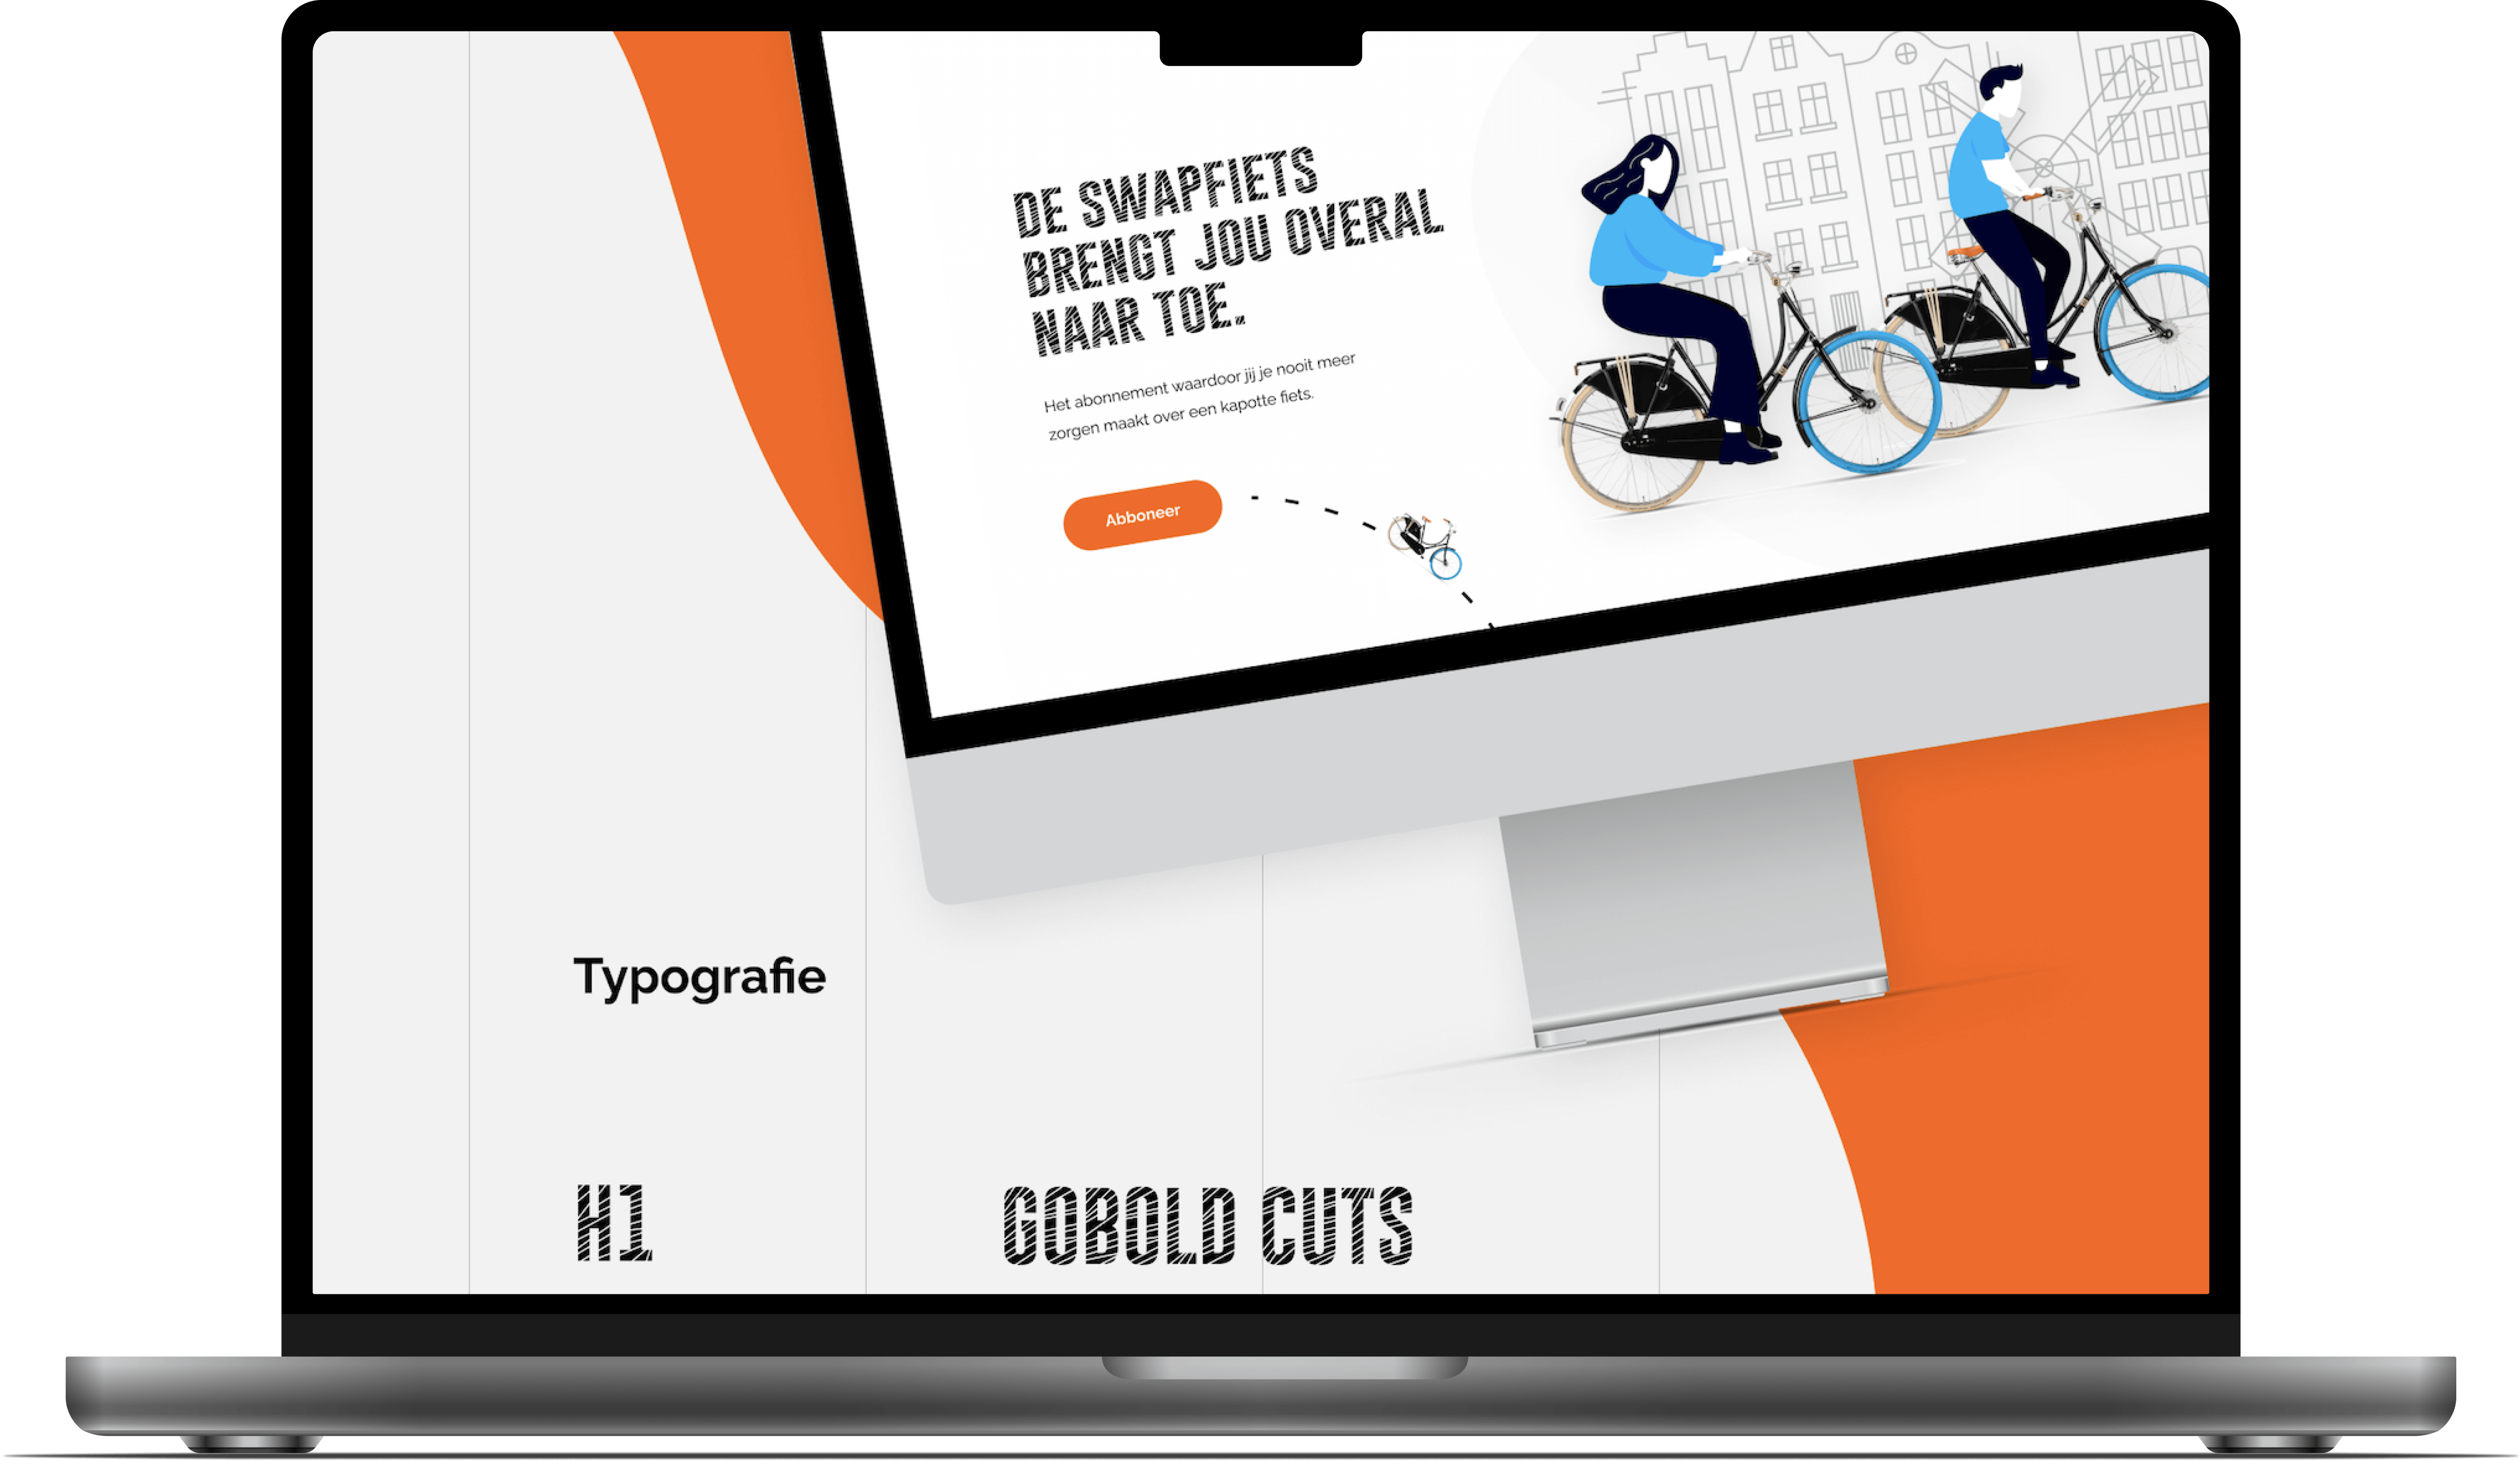 DE SWAPFIETS
BRENGT JOU OVERAL
NAAR TOE.
Het abonnement waardoor jij je nooit meer
zorgen maakt over een kapotte fiets.
Abboneer
Typografie
H1
GOBOLD CUTS